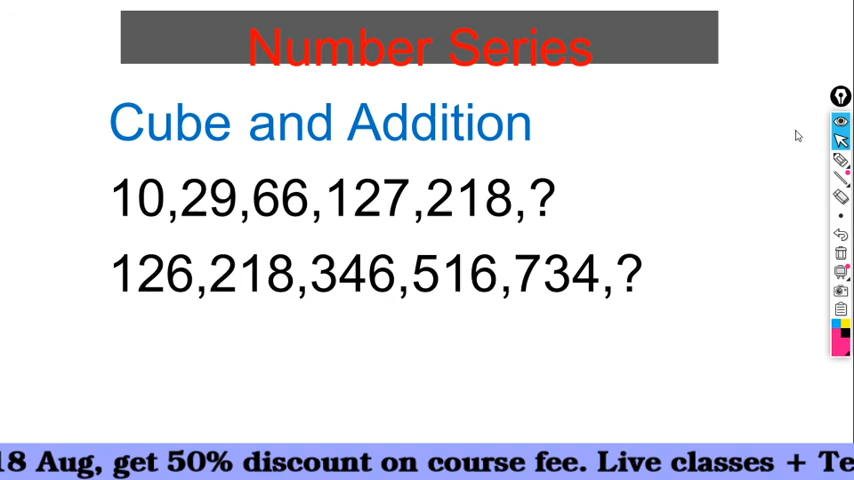 Number Series
Cube and Addition
10,29,66,127,218,?
126,218,346,516,734,?
18 Aug, get 50% discount on course fee. Live classes + Te